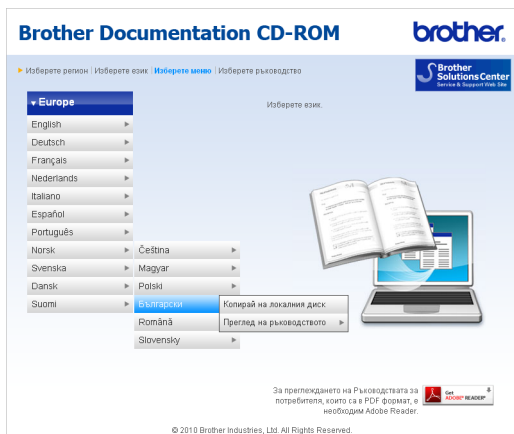 Brother Documentation CD-ROM
brother.
Изберете регион | Изберете език | Изберете меню | Изберете ръководство
Brother
Solutions Center
Service & Support Web Site
Europe
Изберете език.
English
Deutsch
Français
Nederlands
Italiano
Español
Português
Norsk
Svenska
Dansk
Suomi
Čeština
Magyar
Polski
Български
Română
Slovensky
Копирай на локалния диск
Преглед на ръководството
За преглеждането на Ръководствата за
потребителя, които са в PDF формат, е
необходим Adobe Reader.
Get
ADOBE® READER®
© 2010 Brother Industries, Ltd. All Rights Reserved.